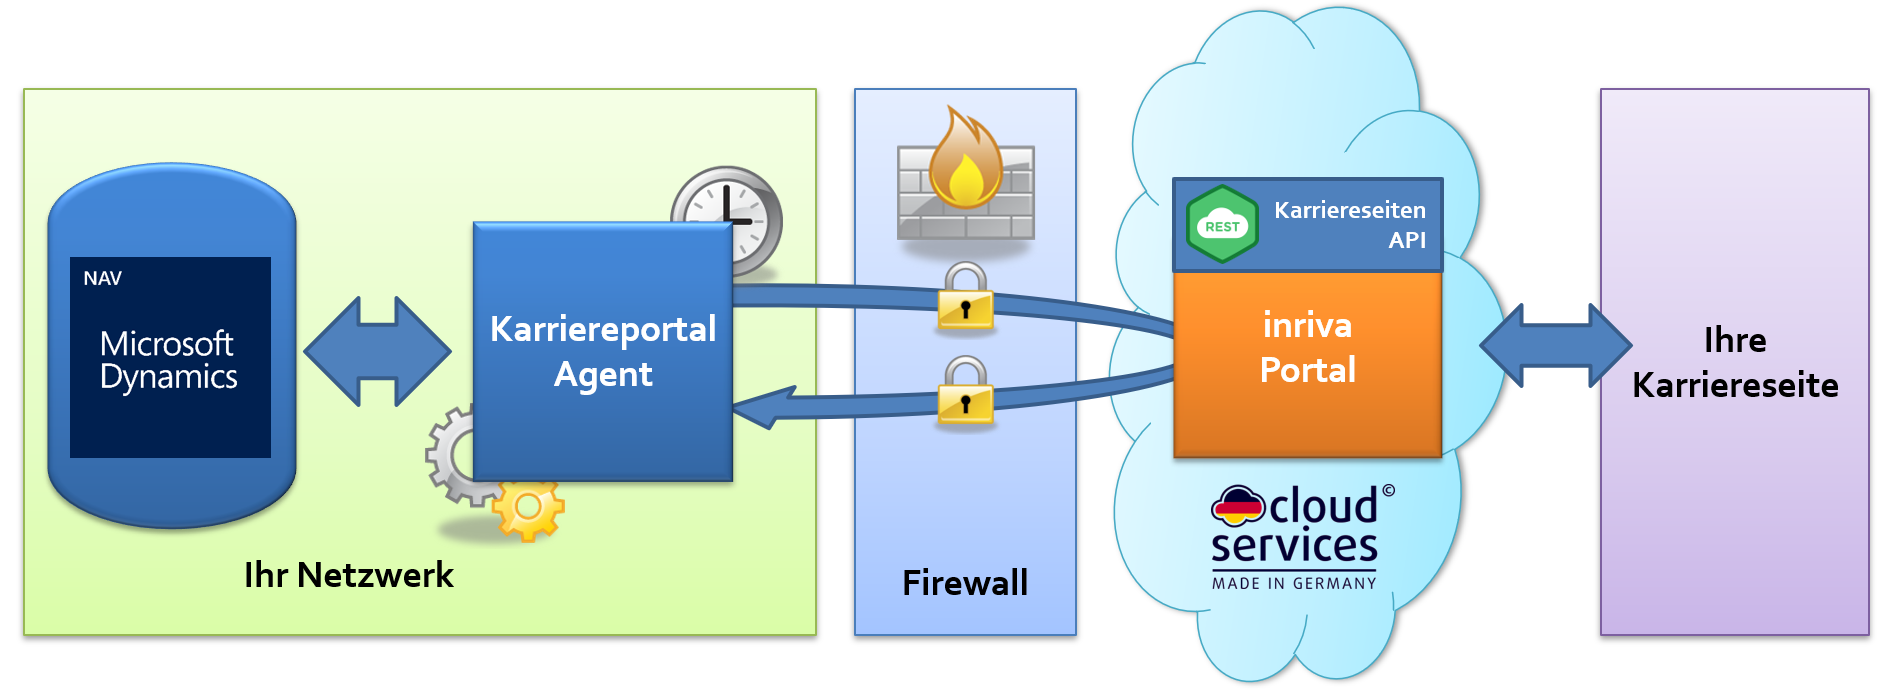 NAV
Microsoft
Dynamics
Karriereportal
Agent
Ihr Netzwerk
Firewall
REST
Karriereseiten
API
inriva
Portal
cloud©
services
MADE IN GERMANY
Ihre
Karriereseite